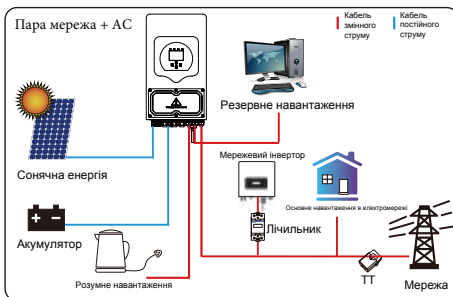 Пара мережа + АС
Кабель
змінного
струму
Кабель
постійного
струму
Резервне навантаження
Сонячна енергія
Мережевий інвертор
Основне навантаження в електромережі
Лічильник
Акумулятор
Розумне навантаження
ТТ
Мережа